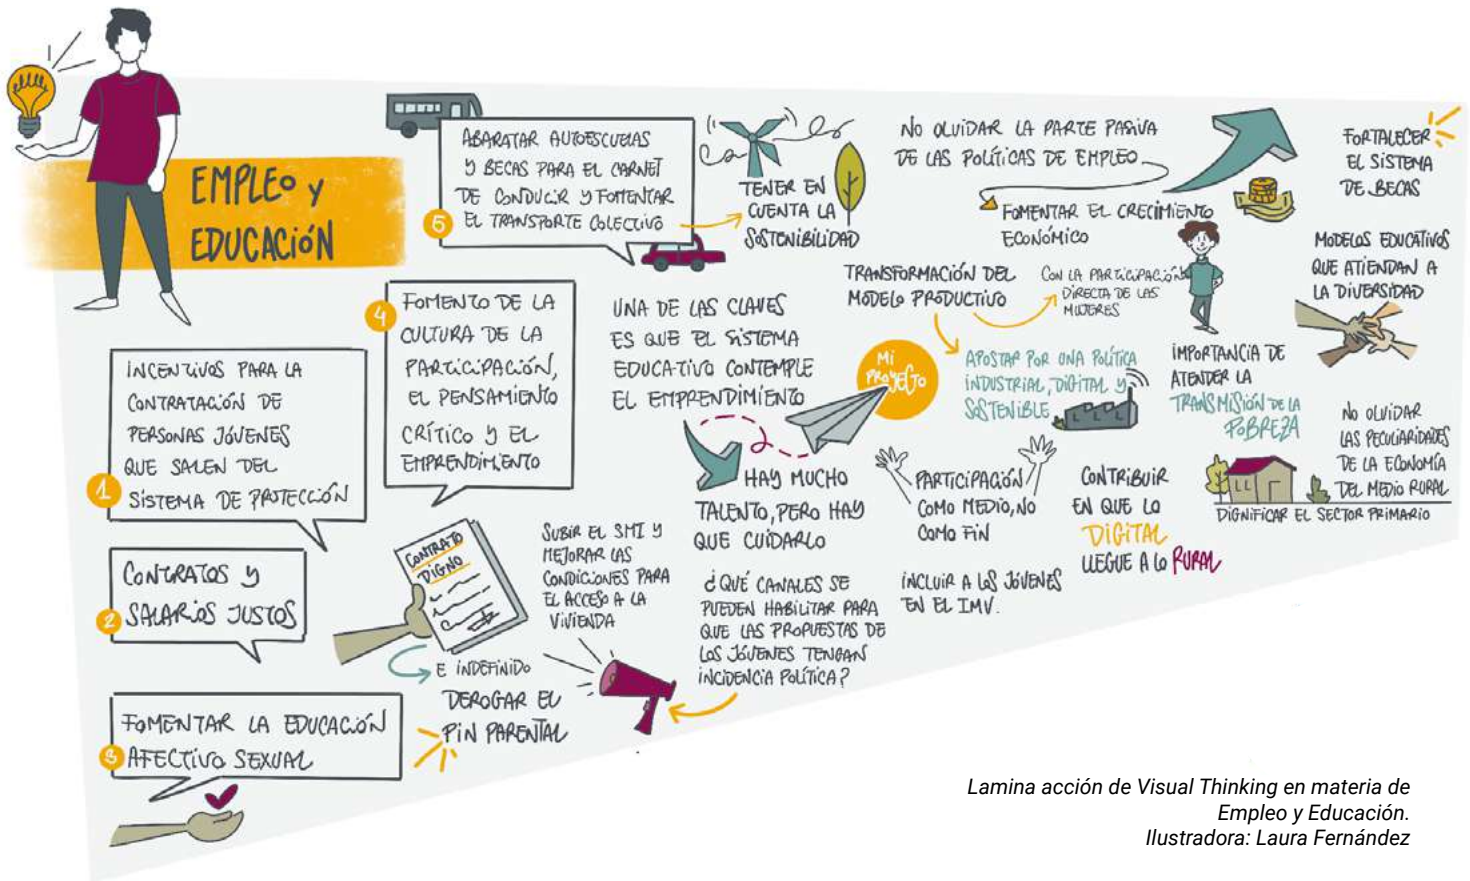 EMPLEO Y
EDUCACIÓN
INCENTIVOS PARA LA
CONTRATACIÓN DE
PERSONAS JÓVENES
QUE SALEN DEL
1 SISTEMA DE PROTECCIÓN
CONTRATOS Y
2 SALARIOS JUSTOS
FOMENTAR LA EDUCACIÓN
3 AFECTIVO SEXUAL
4 FOMENTO DE LA
CULTURA DE LA
PARTICIPACIÓN,
EL PENSAMIENTO
CRÍTICO Y EL
EMPRENDIMIENTO
ABARATAR AUTOESCUELAS
Y BECAS PARA EL CARNET
DE CONDUCIR Y FOMENTAR
5 EL TRANSPORTE COLECTIVO
TENER EN
CUENTA LA
SOSTENIBILIDAD
CONTRATO
DIGNO
E INDEFINIDO
DEROGAR EL
PIN PARENTAL
SUBIR EL SMI Y
MEJORAR LAS
CONDICIONES PARA
EL ACCESO A LA
VIVIENDA
UNA DE LAS CLAVES
ES QUE EL SISTEMA
EDUCATIVO CONTEMPLE
EL EMPRENDIMIENTO
MI
PROYECTO
HAY MUCHO
TALENTO, PERO HAY
QUE CUIDARLO
¿QUÉ CANALES SE
PUEDEN HABILITAR PARA
QUE LAS PROPUESTAS DE
LOS JÓVENES TENGAN
INCIDENCIA POLÍTICA?
NO OLVIDAR LA PARTE PASIVA
DE LAS POLÍTICAS DE EMPLEO
FOMENTAR EL CRECIMIENTO
ECONÓMICO
TRANSFORMACIÓN DEL
MODELO PRODUCTIVO
CON LA PARTICIPACIÓN
DIRECTA DE LAS
MUJERES
APOSTAR POR UNA POLÍTICA
INDUSTRIAL, DIGITAL Y
SOSTENIBLE
PARTICIPACIÓN
COMO MEDIO, NO
COMO FIN
INCLUIR A LOS JÓVENES
EN EL IMV.
CONTRIBUIR
EN QUE LO
DIGITAL
LLEGUE A LO RURAL
IMPORTANCIA DE
ATENDER LA
TRANSMISIÓN DE LA
POBREZA
FORTALECER
EL SISTEMA
DE BECAS
MODELOS EDUCATIVOS
QUE ATIENDAN A
LA DIVERSIDAD
NO OLVIDAR
LAS PECULIARIDADES
DE LA ECONOMÍA
DEL MEDIO RURAL
DIGNIFICAR EL SECTOR PRIMARIO
Lamina acción de Visual Thinking en materia de
Empleo y Educación.
Ilustradora: Laura Fernández